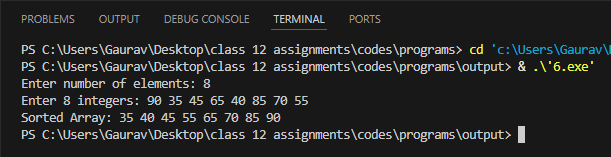 PROBLEMS OUTPUT DEBUG CONSOLE TERMINAL PORTS
PS C:\Users\Gaurav\Desktop\class 12 assignments\codes\programs> cd 'c:\Users\Gaurav\
PS C:\Users\Gaurav\Desktop\class 12 assignments\codes\programs\output> & .\'6.exe'
Enter number of elements: 8
Enter 8 integers: 90 35 45 65 40 85 70 55
Sorted Array: 35 40 45 55 65 70 85 90
PS C:\Users\Gaurav\Desktop\class 12 assignments\codes\programs\output>